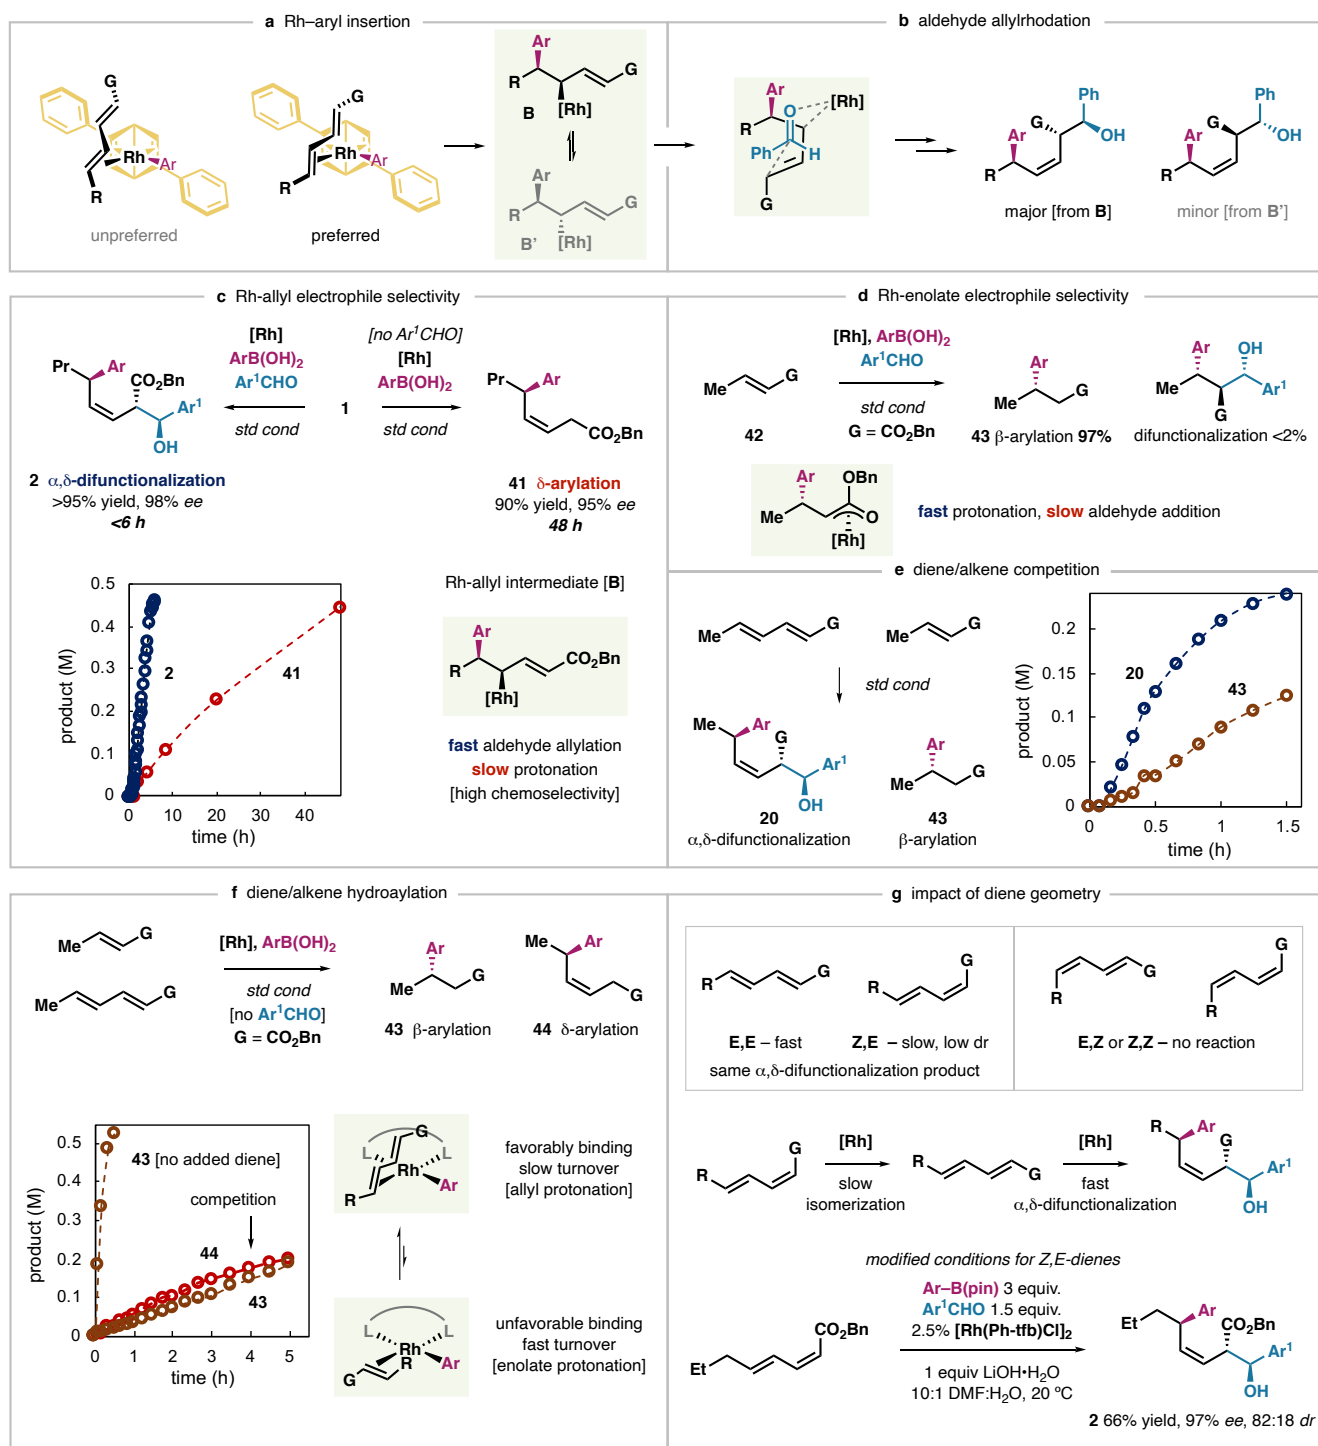 a Rh–aryl insertion
G
Rh
Ar
R
unpreferred
G
Rh
Ar
R
preferred
Ar
R
G
[Rh]
B
Ar
R
G
B'
[Rh]
b aldehyde allylrhodation
Ar
O
[Rh]
R
Ph
H
G
Ph
G
OH
Ar
R
major [from B]
Ph
G
OH
Ar
R
minor [from B']
c Rh-allyl electrophile selectivity
Pr
Ar
CO₂Bn
Ar¹
OH
[Rh]
ArB(OH)₂
Ar¹CHO
std cond
1
[no Ar¹CHO]
[Rh]
ArB(OH)₂
std cond
Pr
Ar
CO₂Bn
2 α,δ-difunctionalization
>95% yield, 98% ee
<6 h
41 δ-arylation
90% yield, 95% ee
48 h
product (M)
0.5
0.4
0.3
0.2
0.1
0
0
20
40
time (h)
2
41
Rh-allyl intermediate [B]
Ar
R
CO₂Bn
[Rh]
fast aldehyde allylation
slow protonation
[high chemoselectivity]
d Rh-enolate electrophile selectivity
Me
G
42
[Rh], ArB(OH)₂
Ar¹CHO
std cond
G = CO₂Bn
Ar
Me
G
43 β-arylation 97%
Ar
OH
Me
Ar¹
G
difunctionalization <2%
Ar
OBn
Me
O
[Rh]
fast protonation, slow aldehyde addition
e diene/alkene competition
Me
G
Me
G
std cond
Me
Ar
G
Ar¹
OH
20
α,δ-difunctionalization
Ar
Me
G
43
β-arylation
product (M)
0.2
0.15
0.1
0.05
0
0
0.5
1
1.5
time (h)
20
43
f diene/alkene hydroaylation
Me
G
Me
G
[Rh], ArB(OH)₂
std cond
[no Ar¹CHO]
G = CO₂Bn
Ar
Me
G
43 β-arylation
Me
Ar
G
44 δ-arylation
product (M)
0.5
0.4
0.3
0.2
0.1
0
0
1
2
3
4
5
time (h)
43 [no added diene]
competition
44
43
G
L
L
Rh
R
Ar
favorably binding
slow turnover
[allyl protonation]
L
L
Rh
R
Ar
G
unfavorable binding
fast turnover
[enolate protonation]
g impact of diene geometry
R
G
E,E – fast
G
R
Z,E – slow, low dr
same α,δ-difunctionalization product
G
R
G
R
E,Z or Z,Z – no reaction
G
R
[Rh]
slow
isomerization
R
G
[Rh]
fast
α,δ-difunctionalization
R
Ar
G
Ar¹
OH
modified conditions for Z,E-dienes
Ar–B(pin) 3 equiv.
Ar¹CHO 1.5 equiv.
2.5% [Rh(Ph-tfb)Cl]₂
1 equiv LiOH•H₂O
10:1 DMF:H₂O, 20 ºC
CO₂Bn
Et
Et
Ar
CO₂Bn
Ar¹
OH
2 66% yield, 97% ee, 82:18 dr